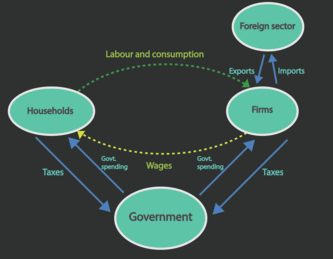 Foreign sector
Labour and consumption
Exports
Imports
Households
Firms
Govt.
spending
Wages
Govt.
spending
Taxes
Taxes
Government